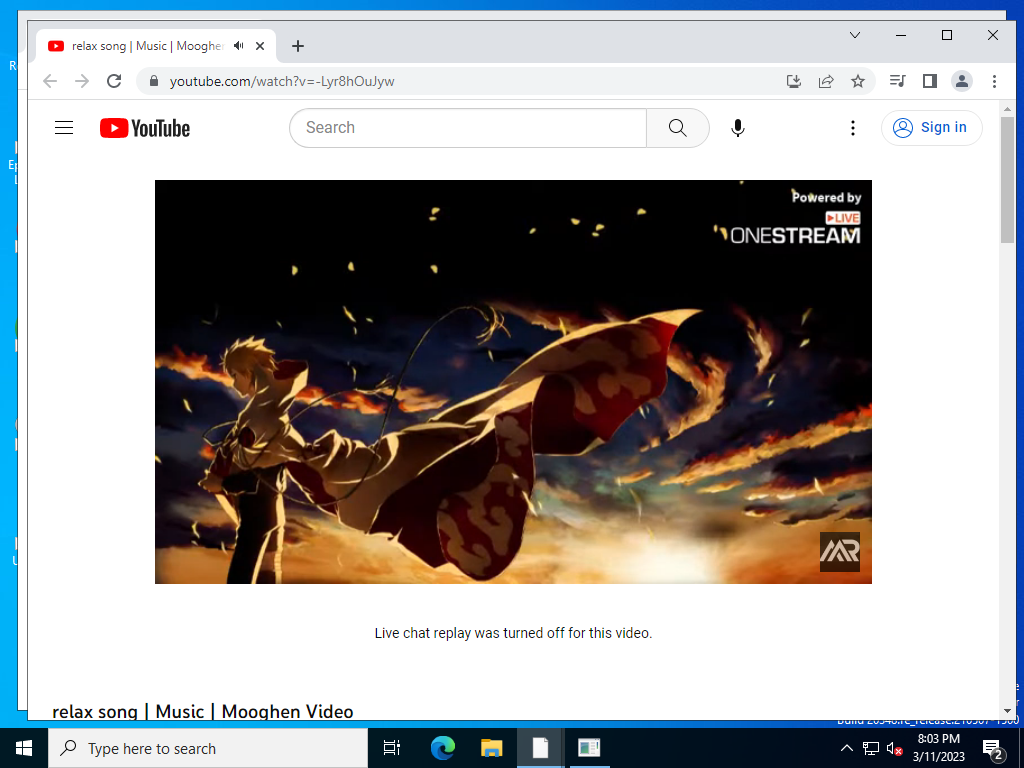 relax song | Music | Mooghen
youtube.com/watch?v=-Lyr8hOuJyw
YouTube
Search
Sign in
Powered by
LIVE
ONESTREAM
MR
Live chat replay was turned off for this video.
relax song | Music | Mooghen Video
Type here to search
8:03 PM
3/11/2023
2